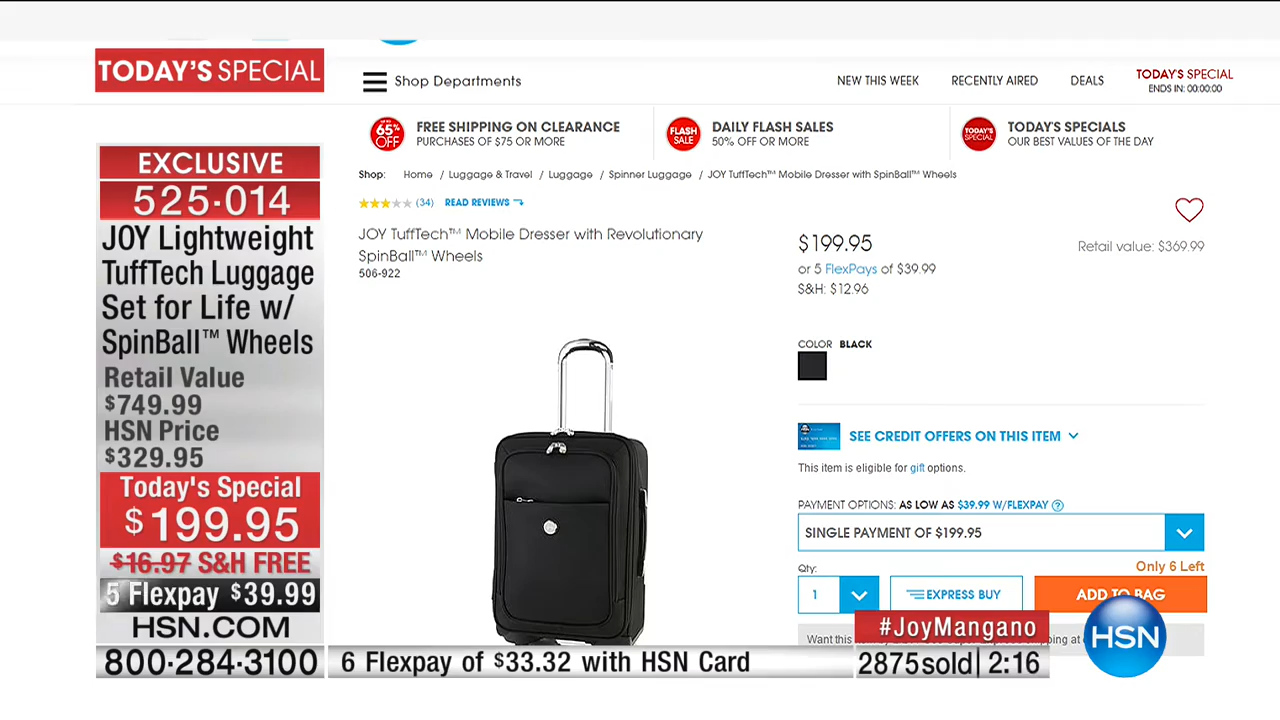 TODAY'S SPECIAL
EXCLUSIVE
525-014
JOY Lightweight
TuffTech Luggage
Set for Life w/
SpinBall™ Wheels
Retail Value
$749.99
HSN Price
$329.95
Today's Special
$199.95
$16.97 S&H FREE
5 Flexpay $39.99
HSN.COM
800-284-3100
Shop Departments
NEW THIS WEEK
RECENTLY AIRED
DEALS
TODAY'S SPECIAL
ENDS IN: 00:00:00
65%
OFF
FREE SHIPPING ON CLEARANCE
PURCHASES OF $75 OR MORE
FLASH
SALE
DAILY FLASH SALES
50% OFF OR MORE
TODAY'S
SPECIAL
TODAY'S SPECIALS
OUR BEST VALUES OF THE DAY
Shop: Home / Luggage & Travel / Luggage / Spinner Luggage / JOY TuffTech™ Mobile Dresser with SpinBall™ Wheels
(34) READ REVIEWS
JOY TuffTech™ Mobile Dresser with Revolutionary
SpinBall™ Wheels
506-922
$199.95
Retail value: $369.99
or 5 FlexPays of $39.99
S&H: $12.96
COLOR BLACK
SEE CREDIT OFFERS ON THIS ITEM
This item is eligible for gift options.
PAYMENT OPTIONS: AS LOW AS $39.99 W/FLEXPAY ?
SINGLE PAYMENT OF $199.95
Qty:
Only 6 Left
1
EXPRESS BUY
ADD TO BAG
Want this
#JoyMangano
HSN
6 Flexpay of $33.32 with HSN Card
2875sold| 2:16